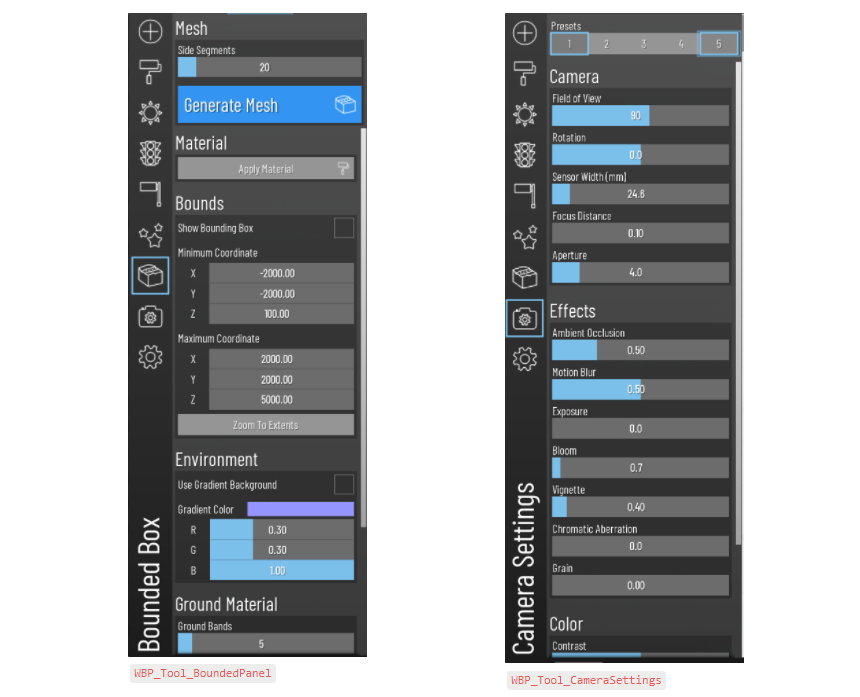 Mesh
Side Segments
20
Generate Mesh
Material
Apply Material
Bounds
Show Bounding Box
Minimum Coordinate
X -2000.00
Y -2000.00
Z 100.00
Maximum Coordinate
X 2000.00
Y 2000.00
Z 5000.00
Zoom To Extents
Environment
Use Gradient Background
Gradient Color
R 0.30
G 0.30
B 1.00
Ground Material
Ground Bands
5
Bounded Box
WBP_Tool_BoundedPanel
Presets
1 2 3 4 5
Camera
Field of View
90
Rotation
0.0
Sensor Width (mm)
24.6
Focus Distance
0.10
Aperture
4.0
Effects
Ambient Occlusion
0.50
Motion Blur
0.50
Exposure
0.0
Bloom
0.7
Vignette
0.40
Chromatic Aberration
0.0
Grain
0.00
Color
Contrast
Camera Settings
WBP_Tool_CameraSettings